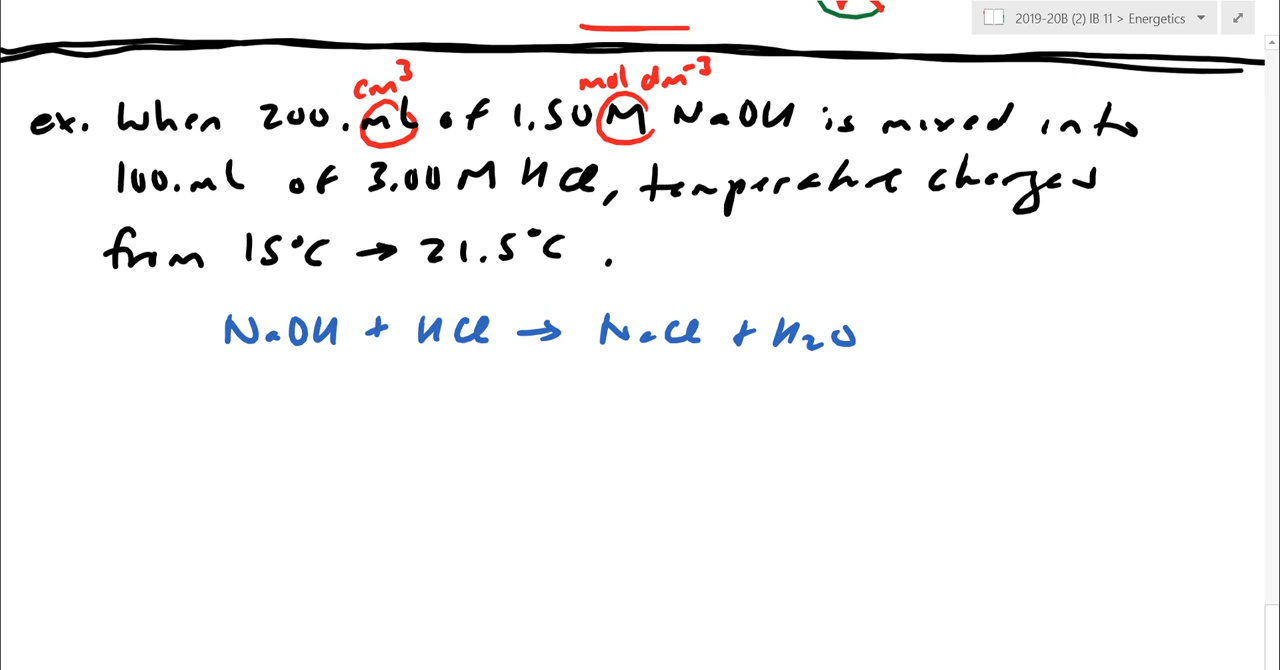 2019-20B (2) IB 11 > Energetics
cm³ mol dm⁻³
ex. When 200. mL of 1.50 M NaOH is mixed into
100. mL of 3.00 M HCl, temperature changes
from 15°C → 21.5°C .
NaOH + HCl → NaCl + H₂O